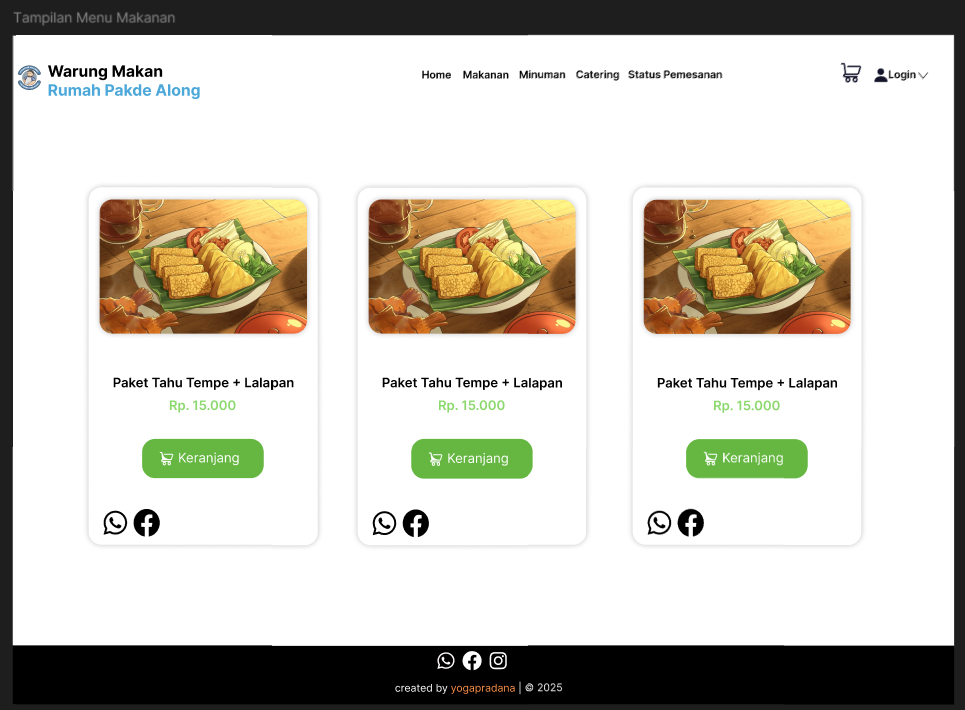 Tampilan Menu Makanan
Warung Makan
Rumah Pakde Along
Home Makanan Minuman Catering Status Pemesanan
Login
Paket Tahu Tempe + Lalapan
Rp. 15.000
Keranjang
Paket Tahu Tempe + Lalapan
Rp. 15.000
Keranjang
Paket Tahu Tempe + Lalapan
Rp. 15.000
Keranjang
created by yogapradana | © 2025